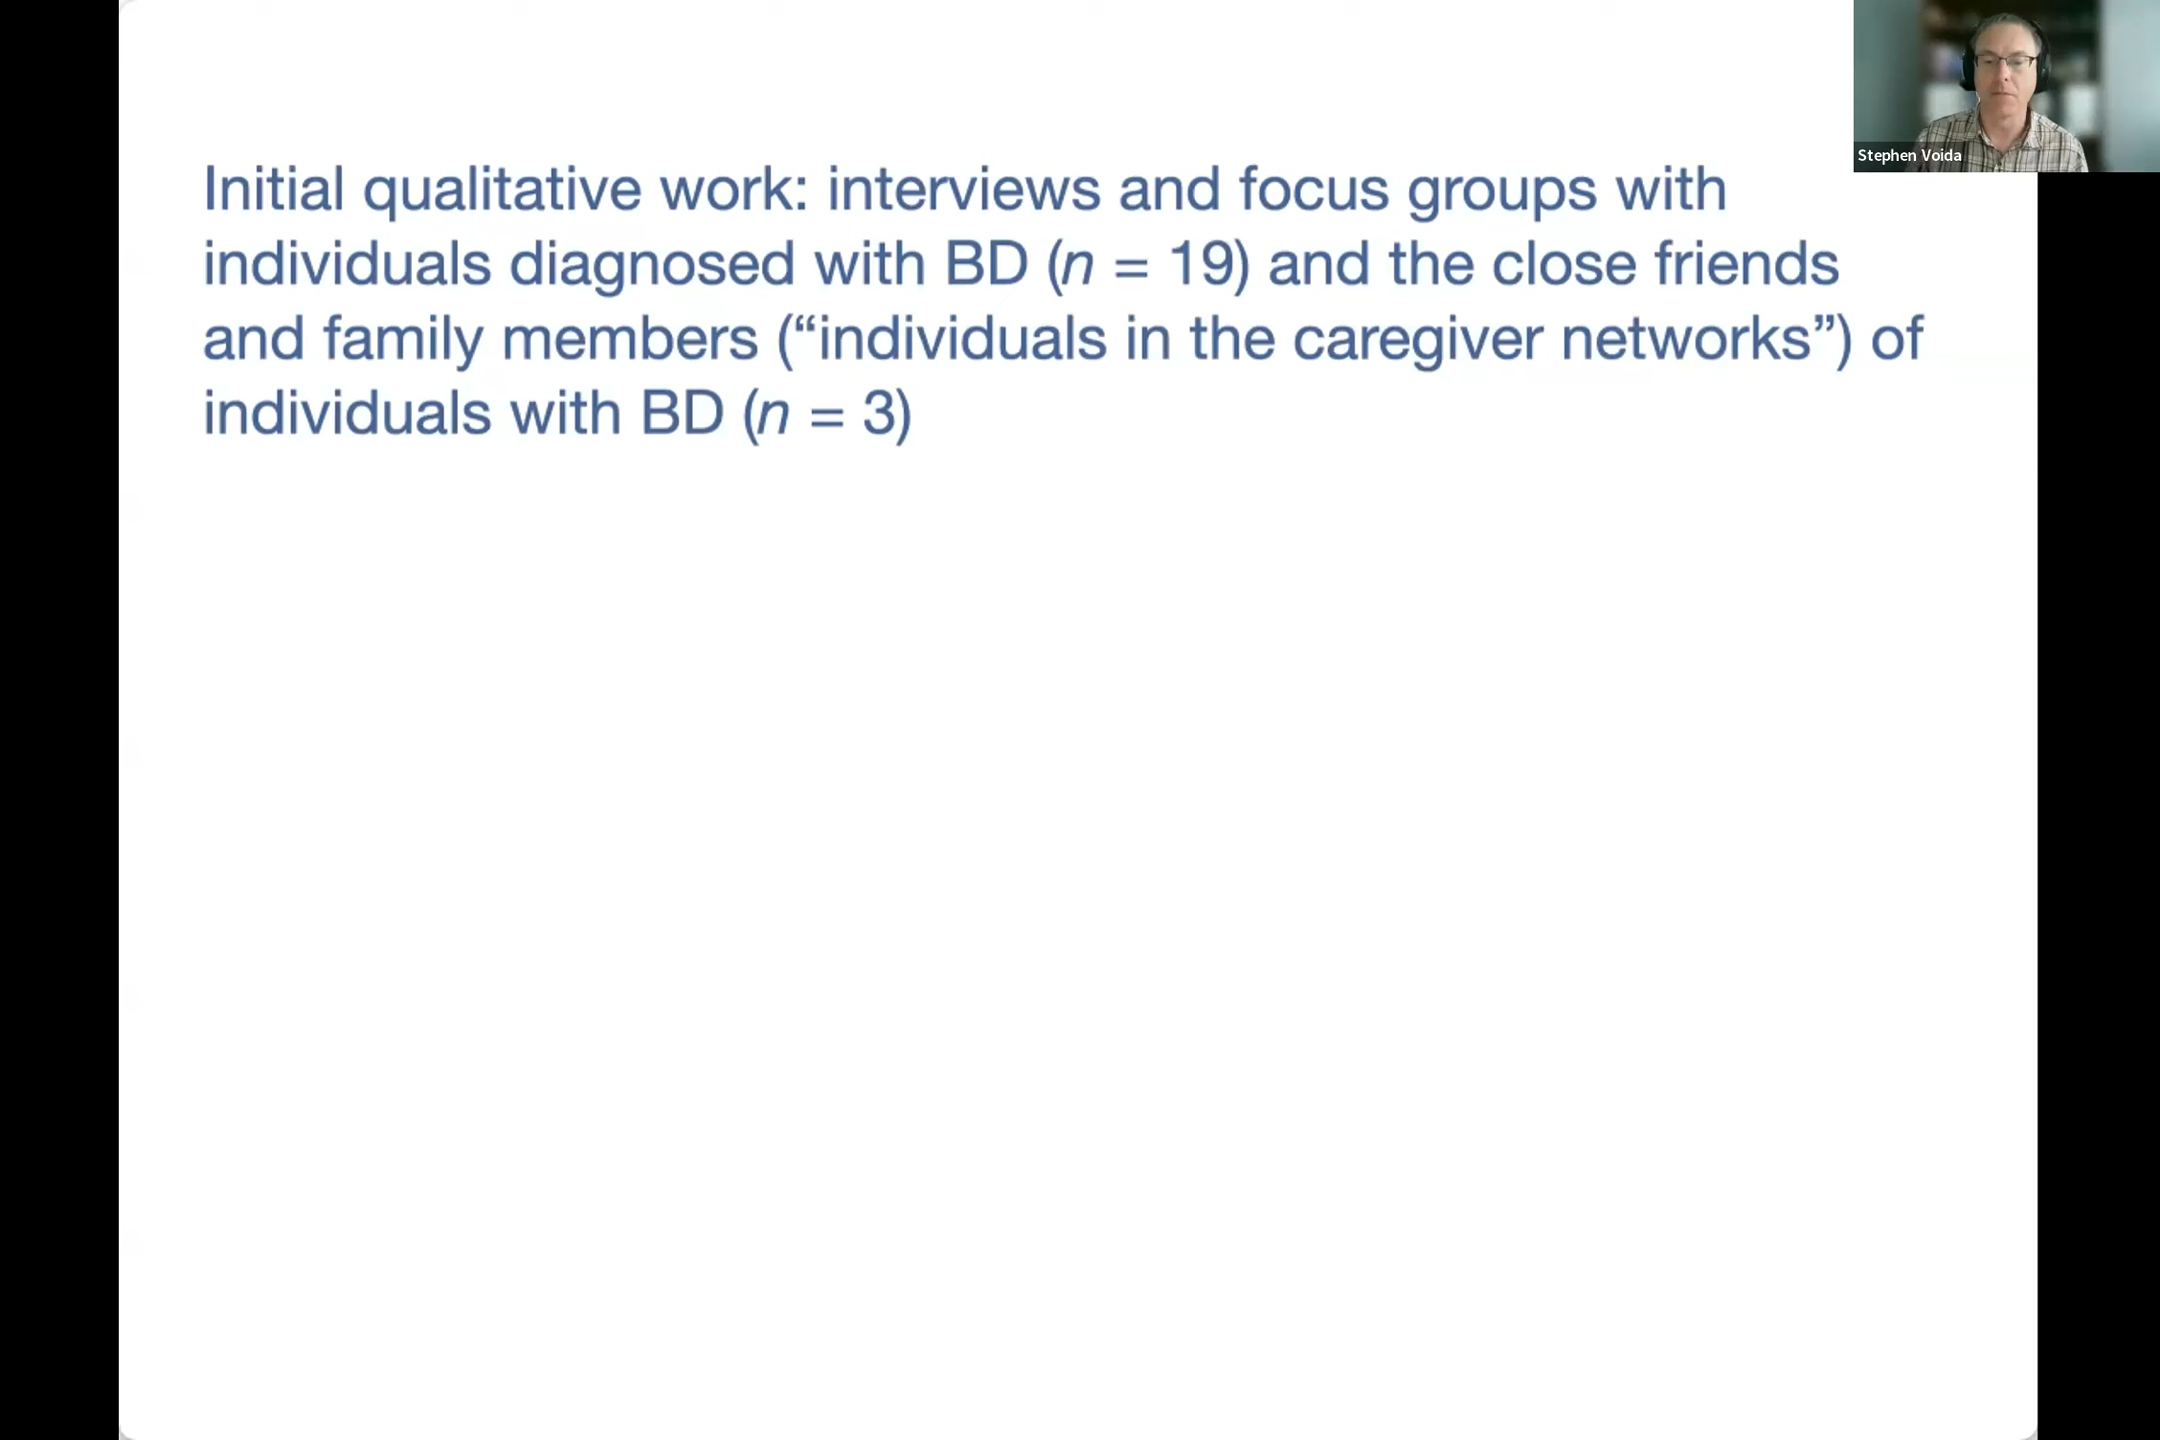 Initial qualitative work: interviews and focus groups with
individuals diagnosed with BD (n = 19) and the close friends
and family members (“individuals in the caregiver networks”) of
individuals with BD (n = 3)
Stephen Voida